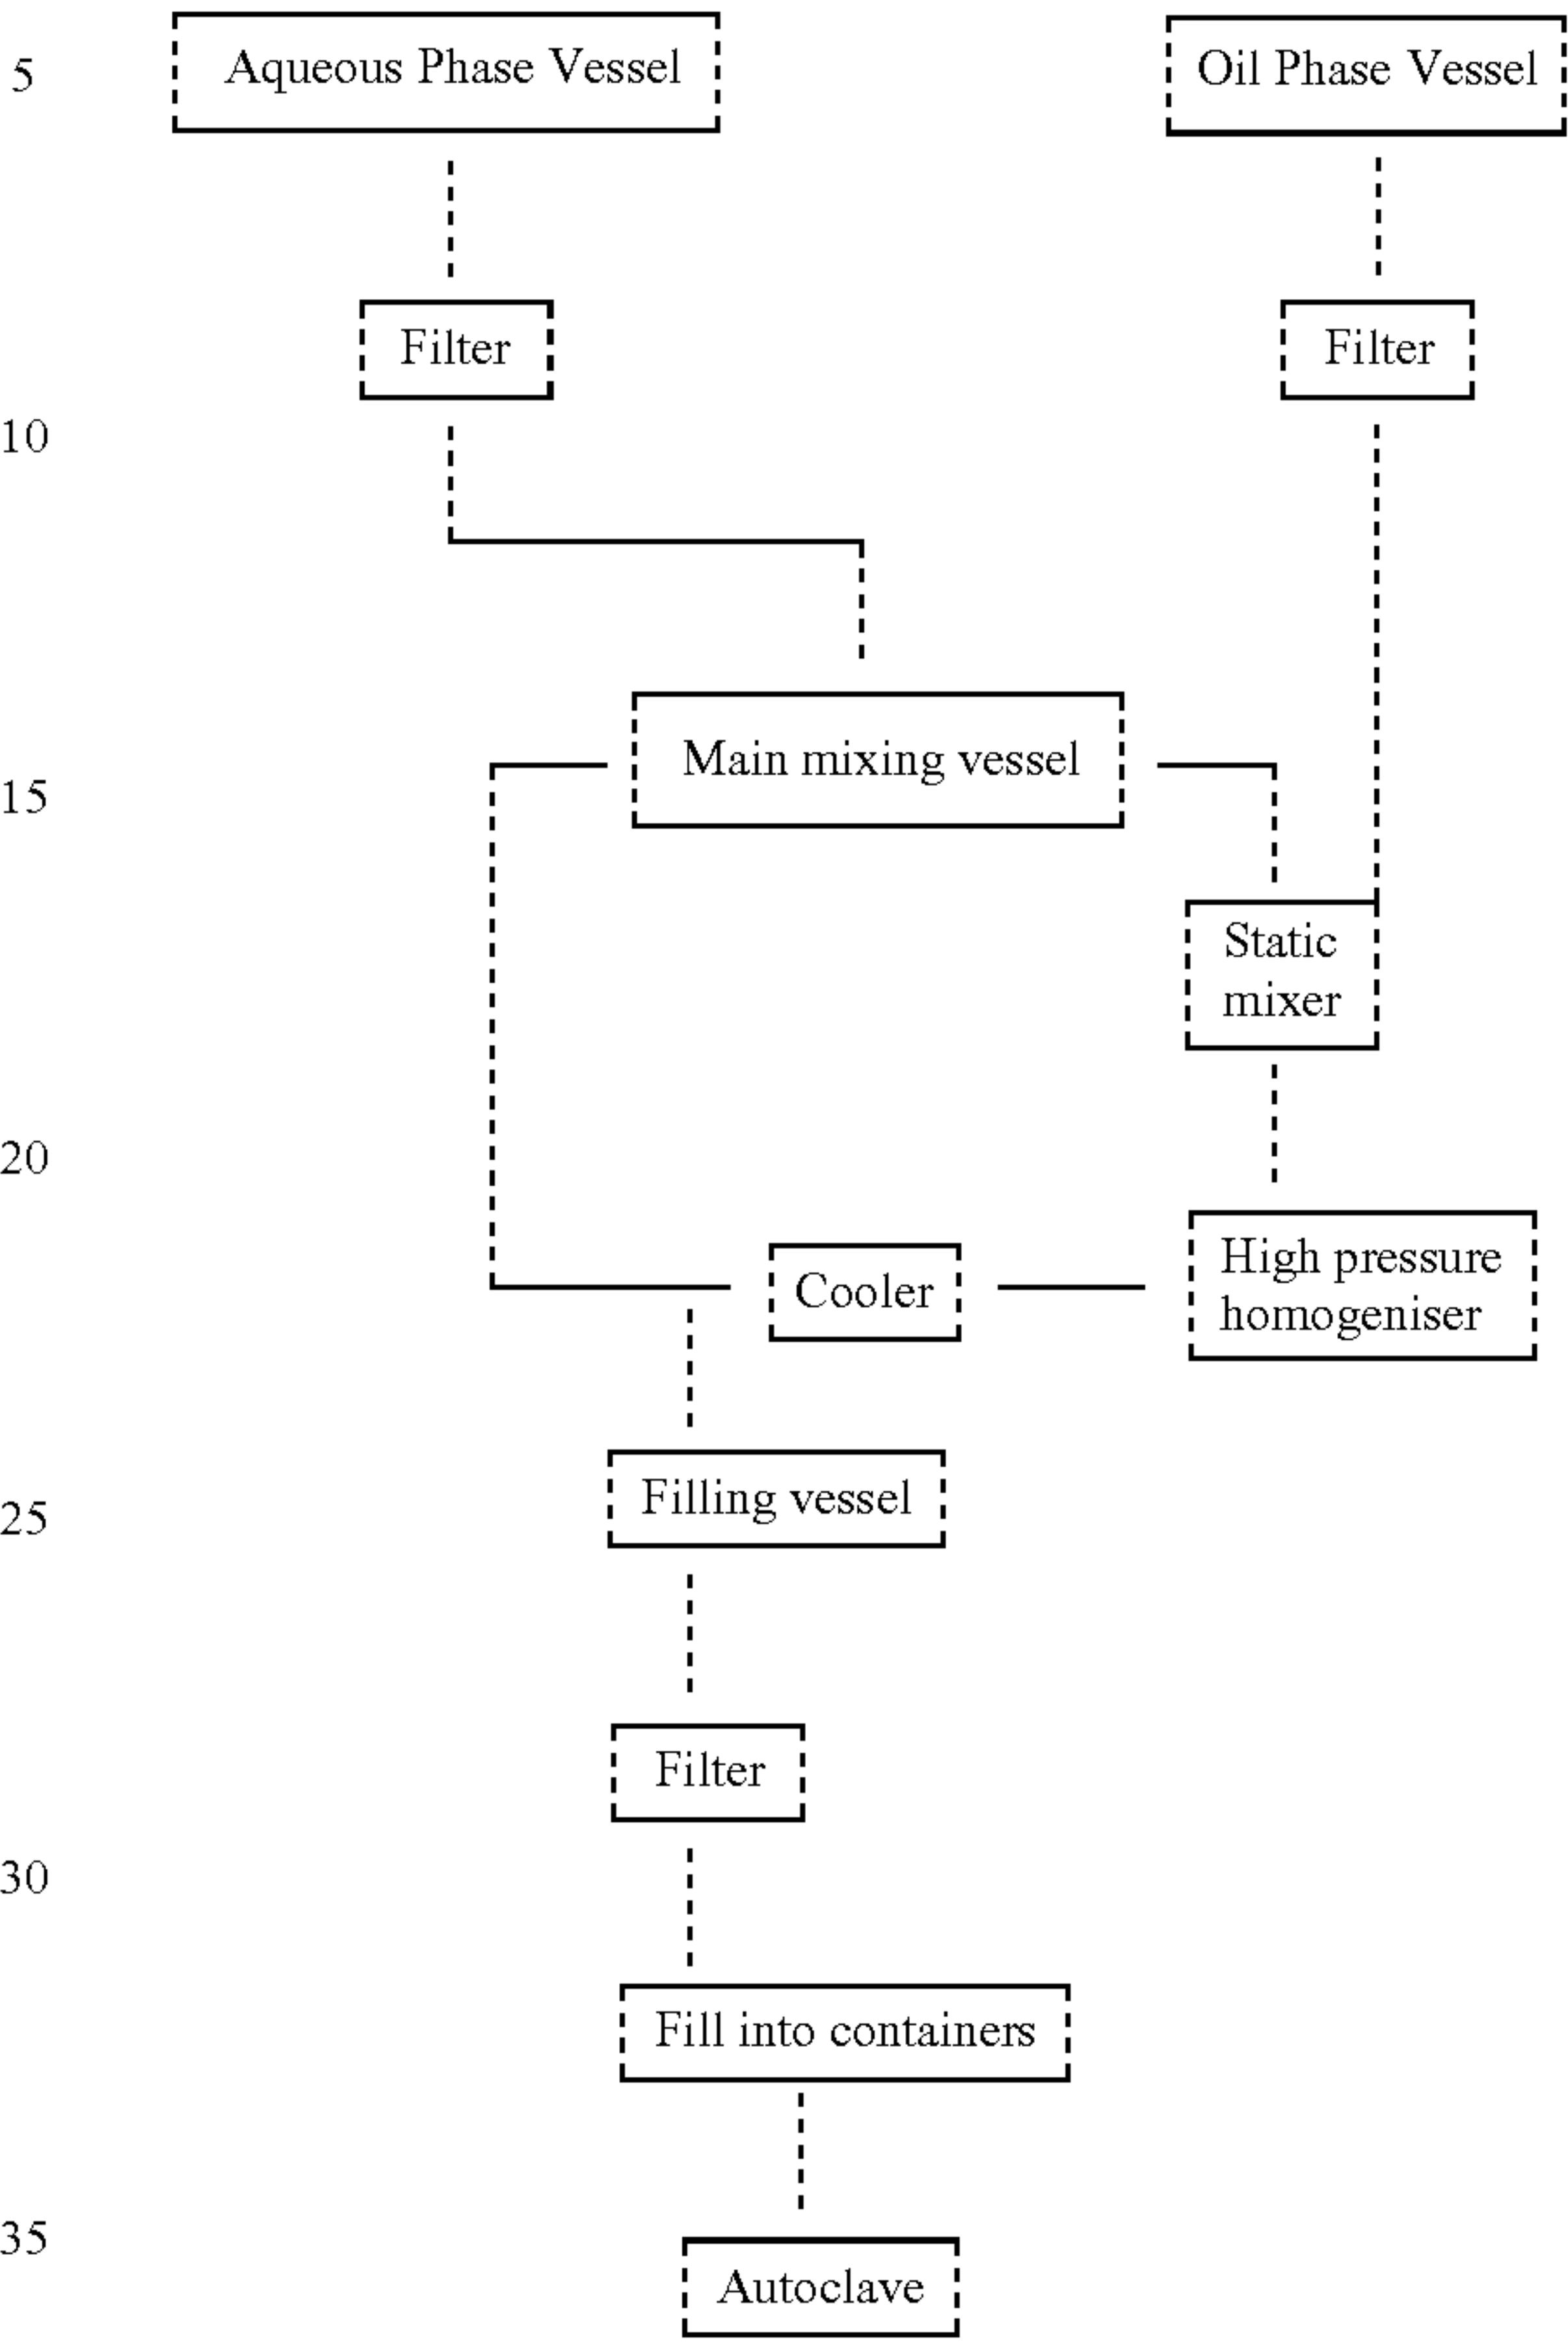 5
Aqueous Phase Vessel
Oil Phase Vessel
Filter
Filter
10
Main mixing vessel
15
Static
mixer
20
Cooler
High pressure
homogeniser
Filling vessel
25
Filter
30
Fill into containers
35
Autoclave